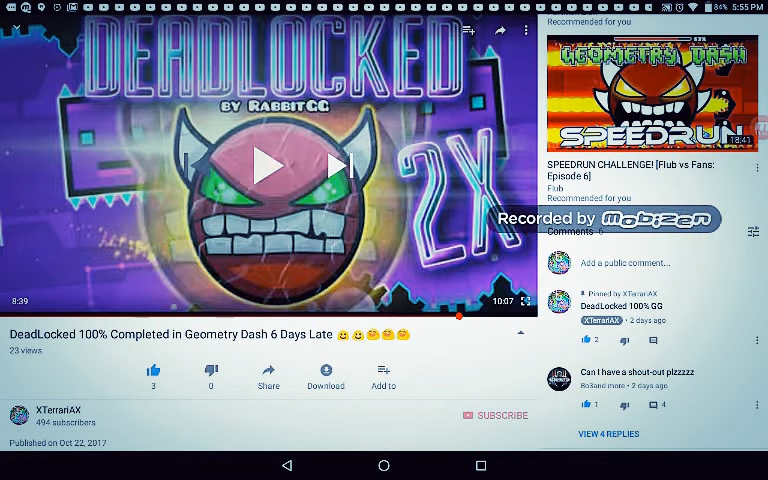 84% 5:55 PM
DEADLOCKED
BY RABBITGG
2X
8:39
10:07
DeadLocked 100% Completed in Geometry Dash 6 Days Late
23 views
3
0
Share
Download
Add to
XTerrariAX
494 subscribers
SUBSCRIBE
Published on Oct 22, 2017
Recommended for you
63%
GEOMETRY DASH
SPEEDRUN
18:41
SPEEDRUN CHALLENGE! [Flub vs Fans:
Episode 6]
Flub
Recommended for you
Recorded by Mobizen
Comments 6
Add a public comment...
Pinned by XTerrariAX
DeadLocked 100% GG
XTerrariAX • 2 days ago
2
Can I have a shout-out plzzzzz
Bo3and more • 2 days ago
1
4
VIEW 4 REPLIES